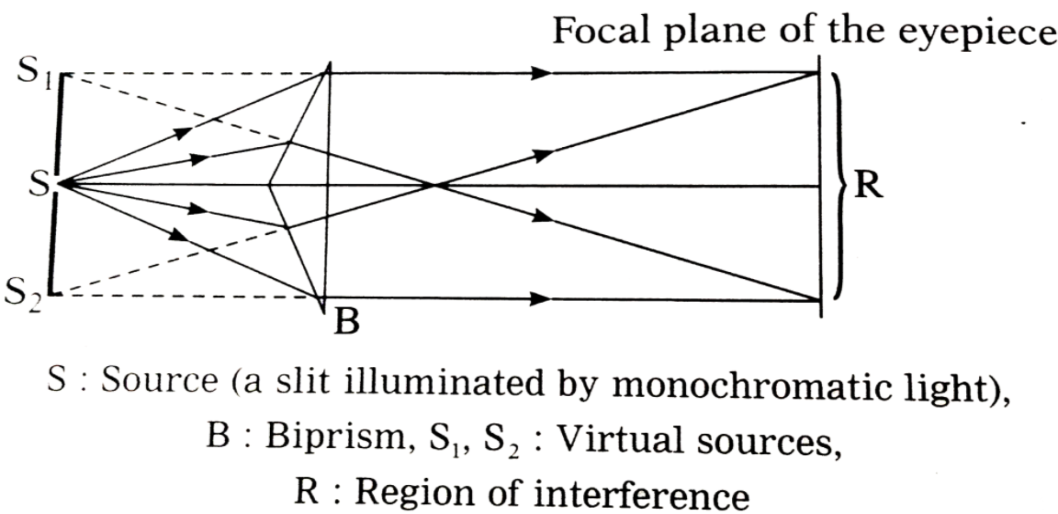 Focal plane of the eyepiece
S₁
S
R
S₂
B
S : Source (a slit illuminated by monochromatic light),
B : Biprism, S₁, S₂ : Virtual sources,
R : Region of interference